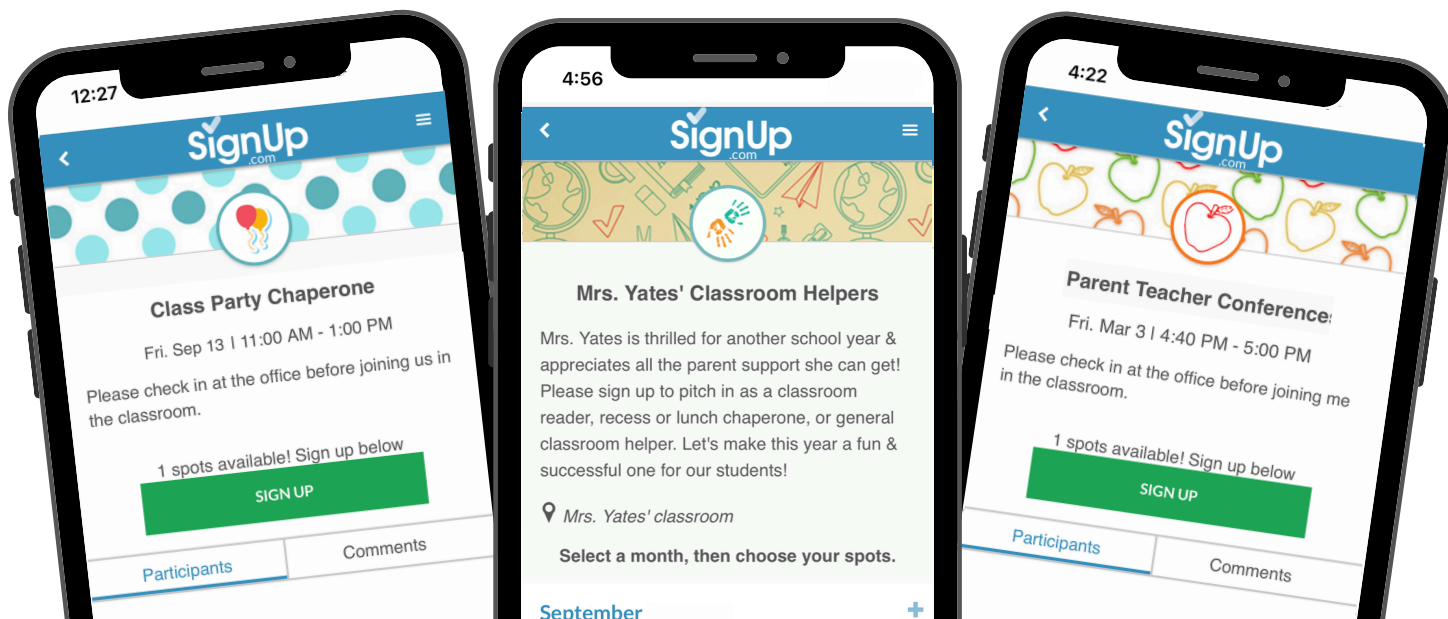 12:27
SignUp
.com
Class Party Chaperone
Fri. Sep 13 | 11:00 AM - 1:00 PM
Please check in at the office before joining us in
the classroom.
1 spots available! Sign up below
SIGN UP
Participants
Comments
4:56
SignUp
.com
Mrs. Yates' Classroom Helpers
Mrs. Yates is thrilled for another school year &
appreciates all the parent support she can get!
Please sign up to pitch in as a classroom
reader, recess or lunch chaperone, or general
classroom helper. Let's make this year a fun &
successful one for our students!
Mrs. Yates' classroom
Select a month, then choose your spots.
September
4:22
SignUp
.com
Parent Teacher Conferences
Fri. Mar 3 | 4:40 PM - 5:00 PM
Please check in at the office before joining me
in the classroom.
1 spots available! Sign up below
SIGN UP
Participants
Comments